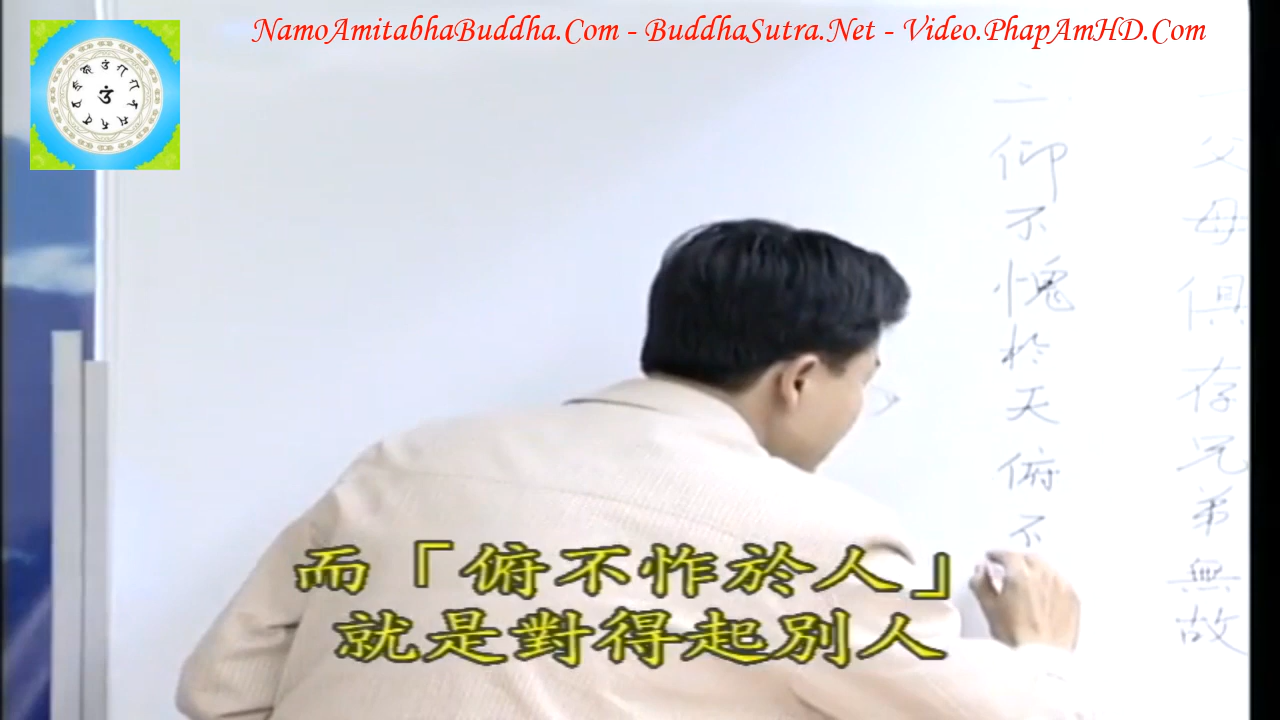 NamoAmitabhaBuddha.Com - BuddhaSutra.Net - Video.PhapAmHD.Com
父母俱存兄弟無故
二仰不愧於天俯不
而「俯不怍於人」
就是對得起別人